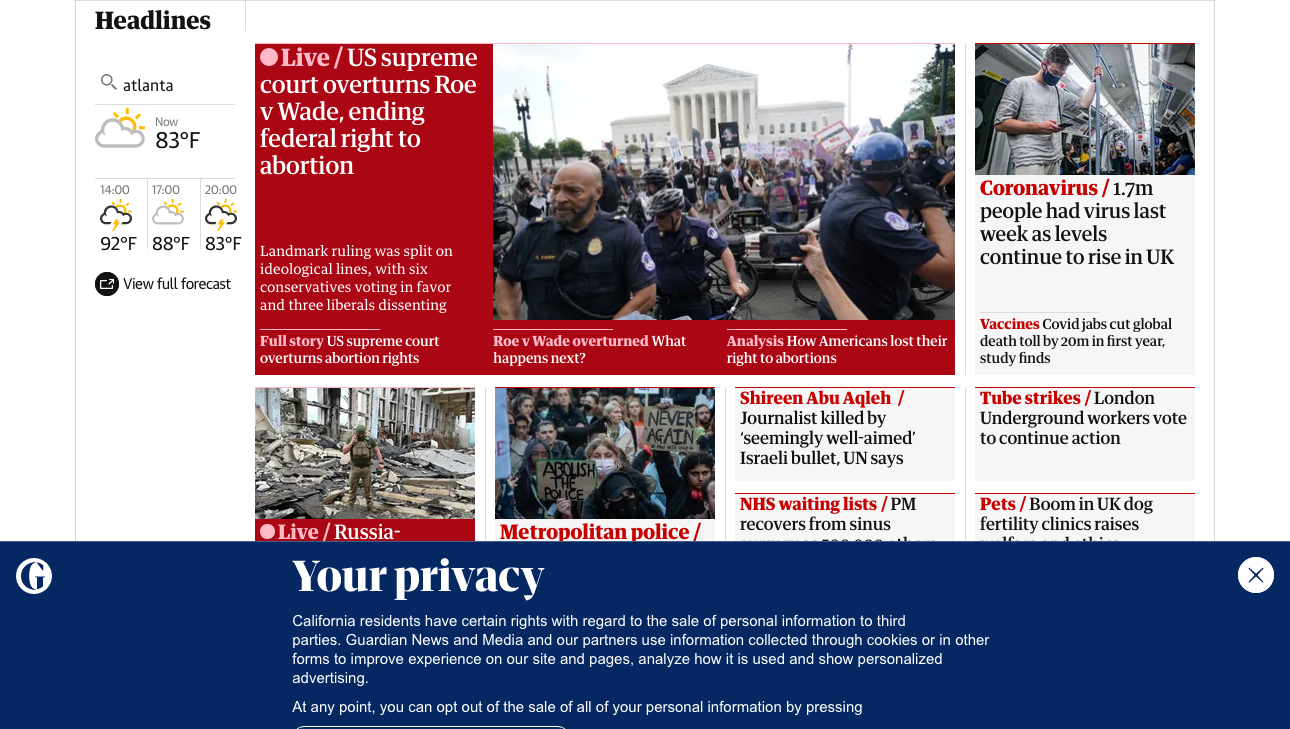 Headlines
atlanta
Now
83°F
14:00
17:00
20:00
92°F
88°F
83°F
View full forecast
Live / US supreme
court overturns Roe
v Wade, ending
federal right to
abortion
Landmark ruling was split on
ideological lines, with six
conservatives voting in favor
and three liberals dissenting
Full story US supreme court
overturns abortion rights
Roe v Wade overturned What
happens next?
Analysis How Americans lost their
right to abortions
Coronavirus / 1.7m
people had virus last
week as levels
continue to rise in UK
Vaccines Covid jabs cut global
death toll by 20m in first year,
study finds
Live / Russia-
NEVER
AGAIN
ABOLISH
THE
POLICE
Metropolitan police /
Shireen Abu Aqleh /
Journalist killed by
‘seemingly well-aimed’
Israeli bullet, UN says
NHS waiting lists / PM
recovers from sinus
Tube strikes / London
Underground workers vote
to continue action
Pets / Boom in UK dog
fertility clinics raises
Your privacy
California residents have certain rights with regard to the sale of personal information to third
parties. Guardian News and Media and our partners use information collected through cookies or in other
forms to improve experience on our site and pages, analyze how it is used and show personalized
advertising.
At any point, you can opt out of the sale of all of your personal information by pressing